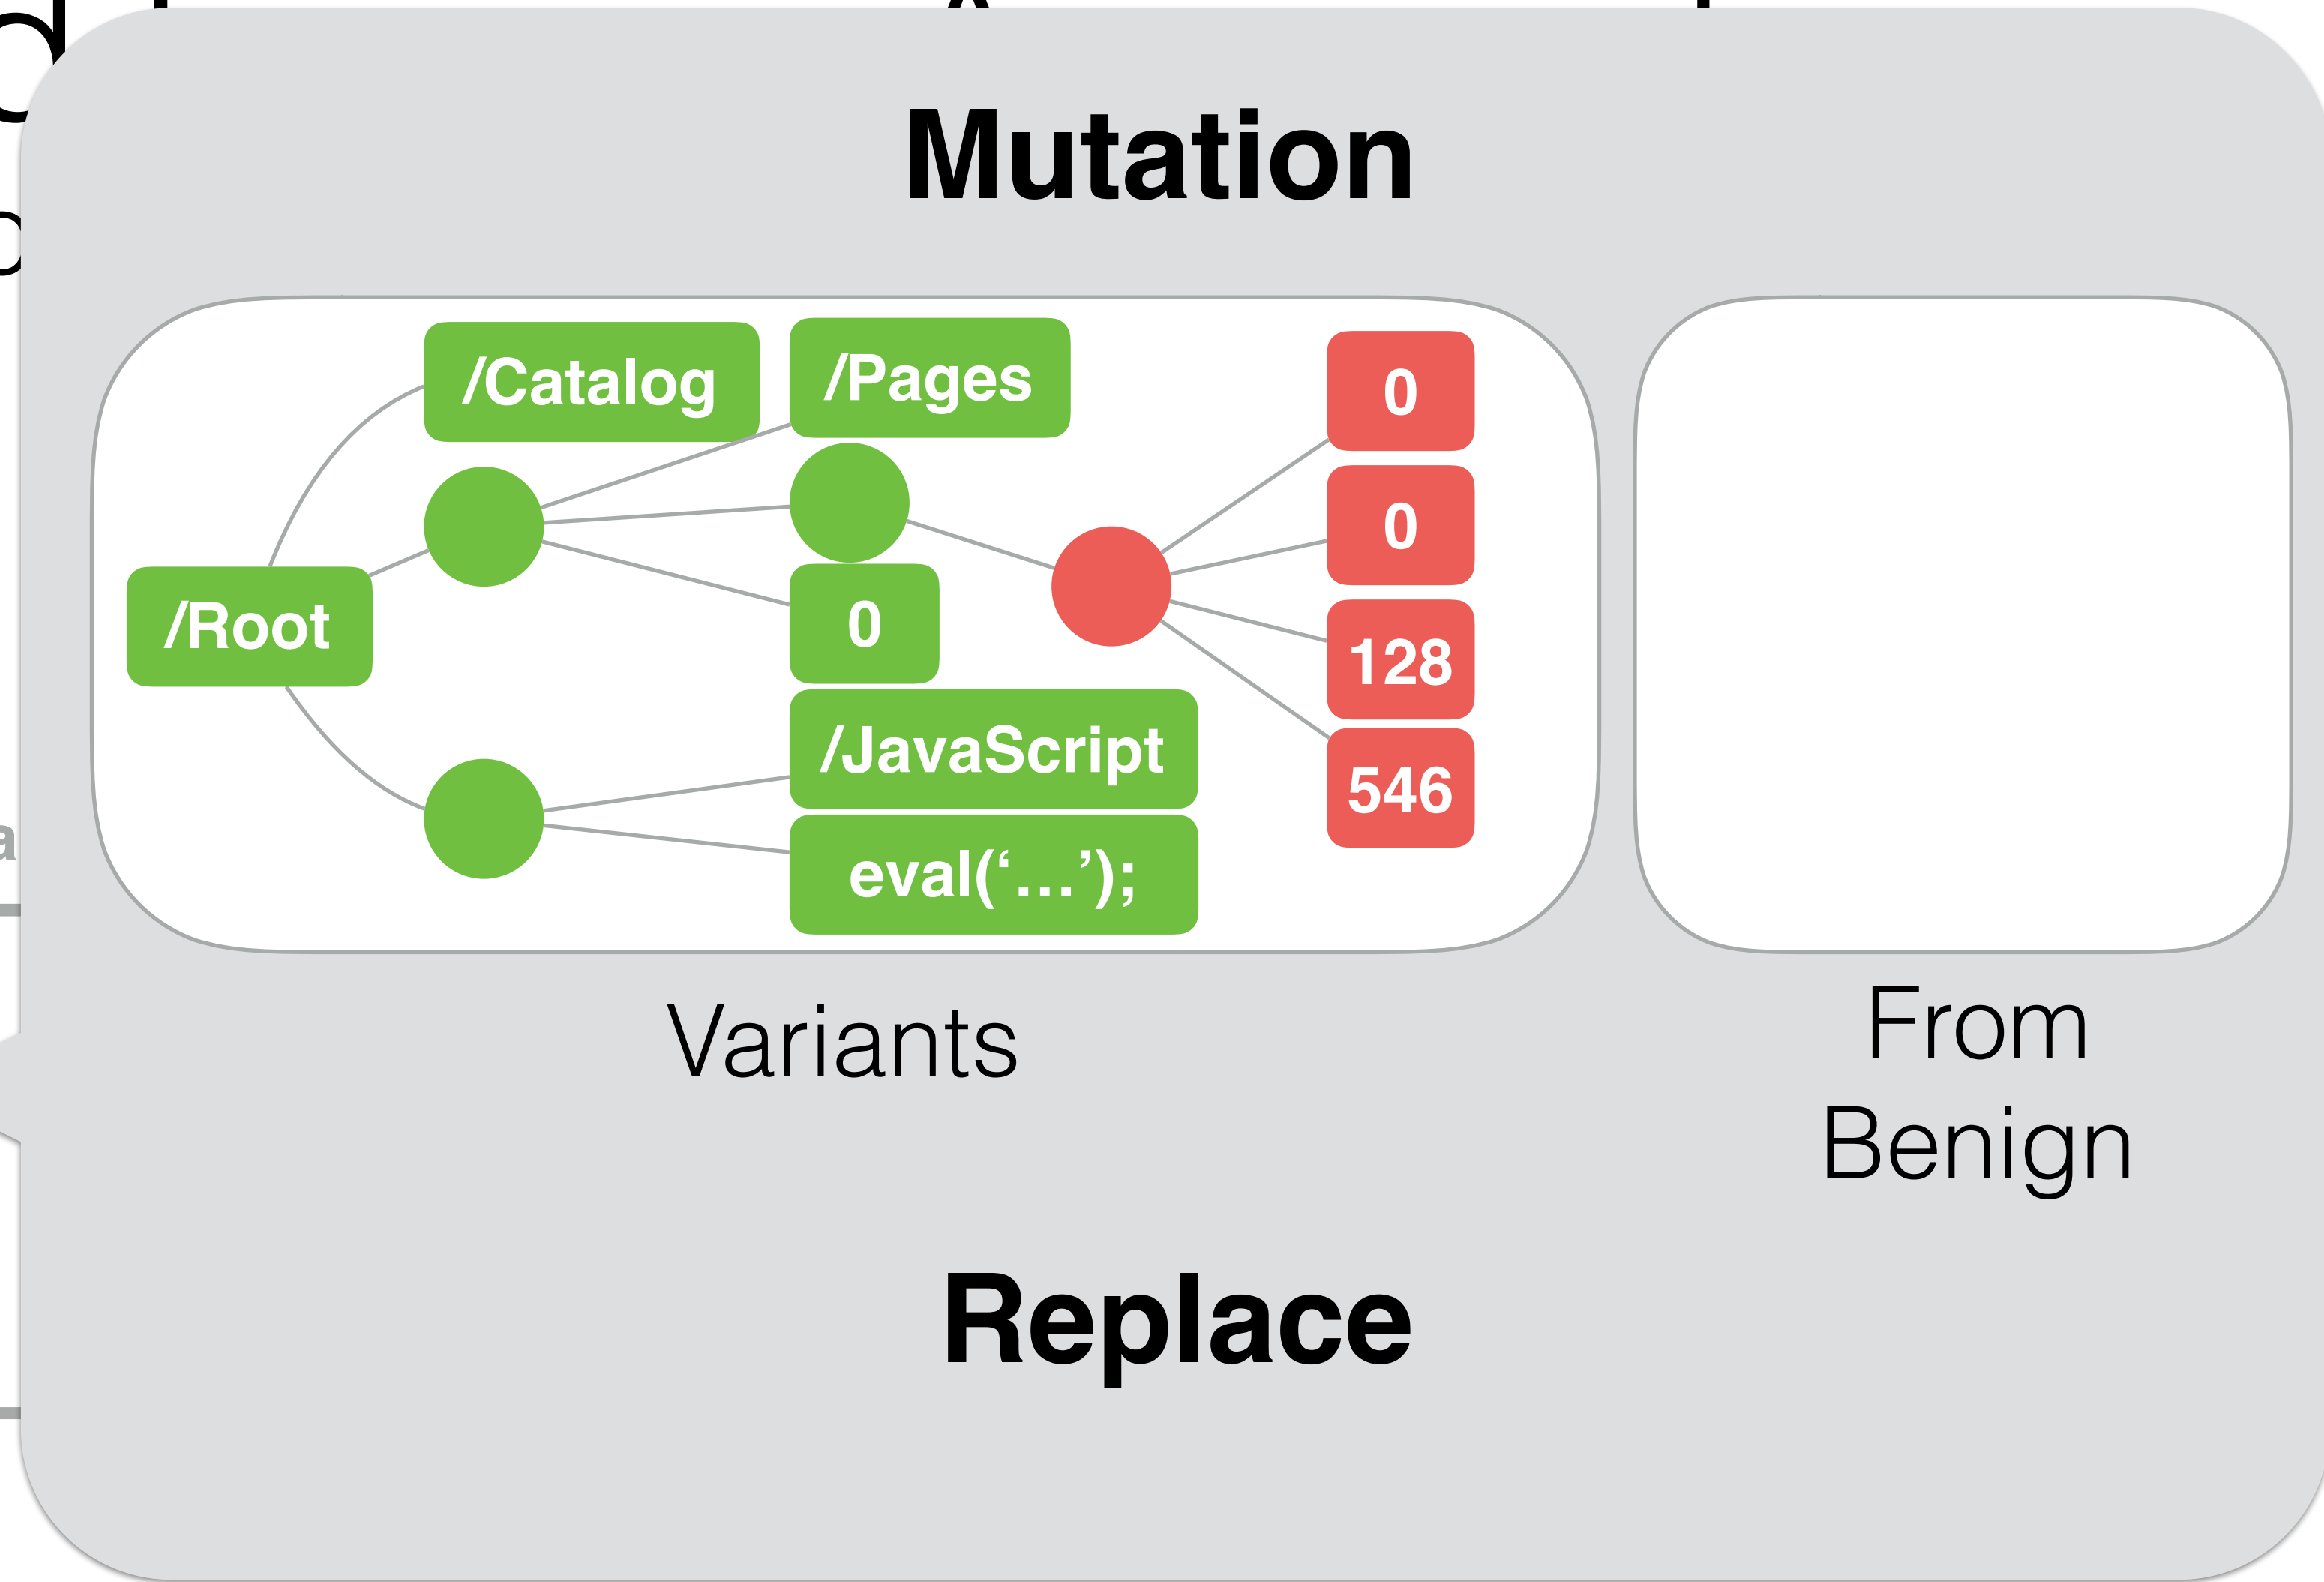 Mutation
/Catalog
/Pages
0
0
/Root
0
128
/JavaScript
546
eval(‘...’);
Variants
From
Benign
Replace